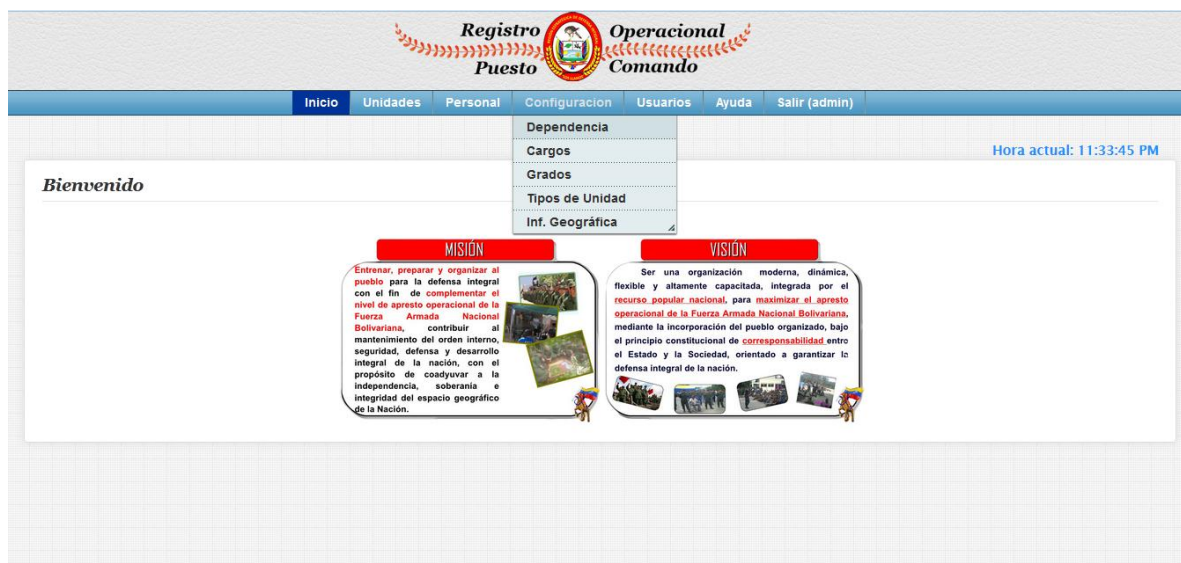 Registro Operacional
Puesto Comando
Inicio Unidades Personal Configuracion Usuarios Ayuda Salir (admin)
Dependencia
Cargos
Grados
Tipos de Unidad
Inf. Geográfica
Hora actual: 11:33:45 PM
Bienvenido
MISIÓN
Entrenar, preparar y organizar al
pueblo para la defensa integral
con el fin de complementar el
nivel de apresto operacional de la
Fuerza Armada Nacional
Bolivariana, contribuir al
mantenimiento del orden interno,
seguridad, defensa y desarrollo
integral de la nación, con el
propósito de coadyuvar a la
independencia, soberanía e
integridad del espacio geográfico
de la Nación.
VISIÓN
Ser una organización moderna, dinámica,
flexible y altamente capacitada, integrada por el
recurso popular nacional, para maximizar el apresto
operacional de la Fuerza Armada Nacional Bolivariana,
mediante la incorporación del pueblo organizado, bajo
el principio constitucional de corresponsabilidad entro
el Estado y la Sociedad, orientado a garantizar la
defensa integral de la nación.